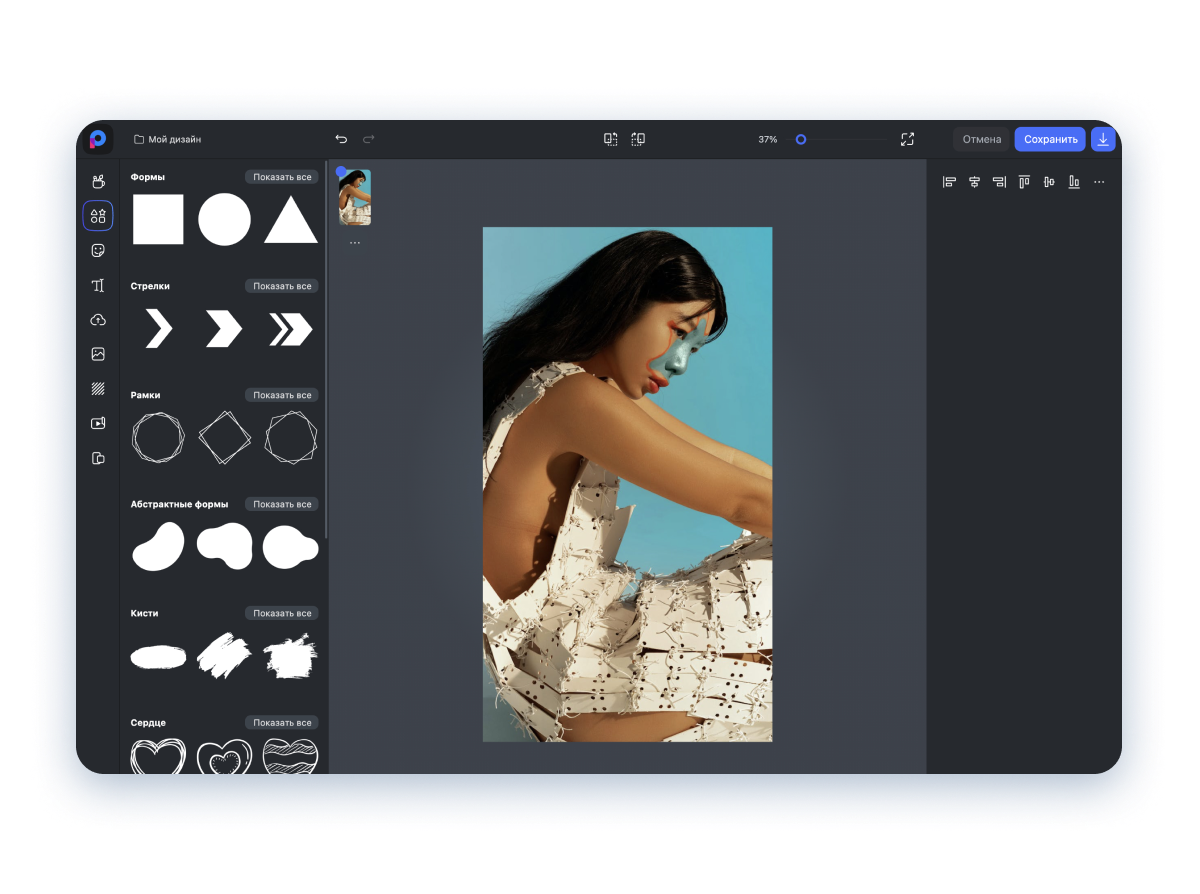 Мой дизайн
37%
Отмена
Сохранить
Формы
Показать все
Стрелки
Показать все
Рамки
Показать все
Абстрактные формы
Показать все
Кисти
Показать все
Сердце
Показать все